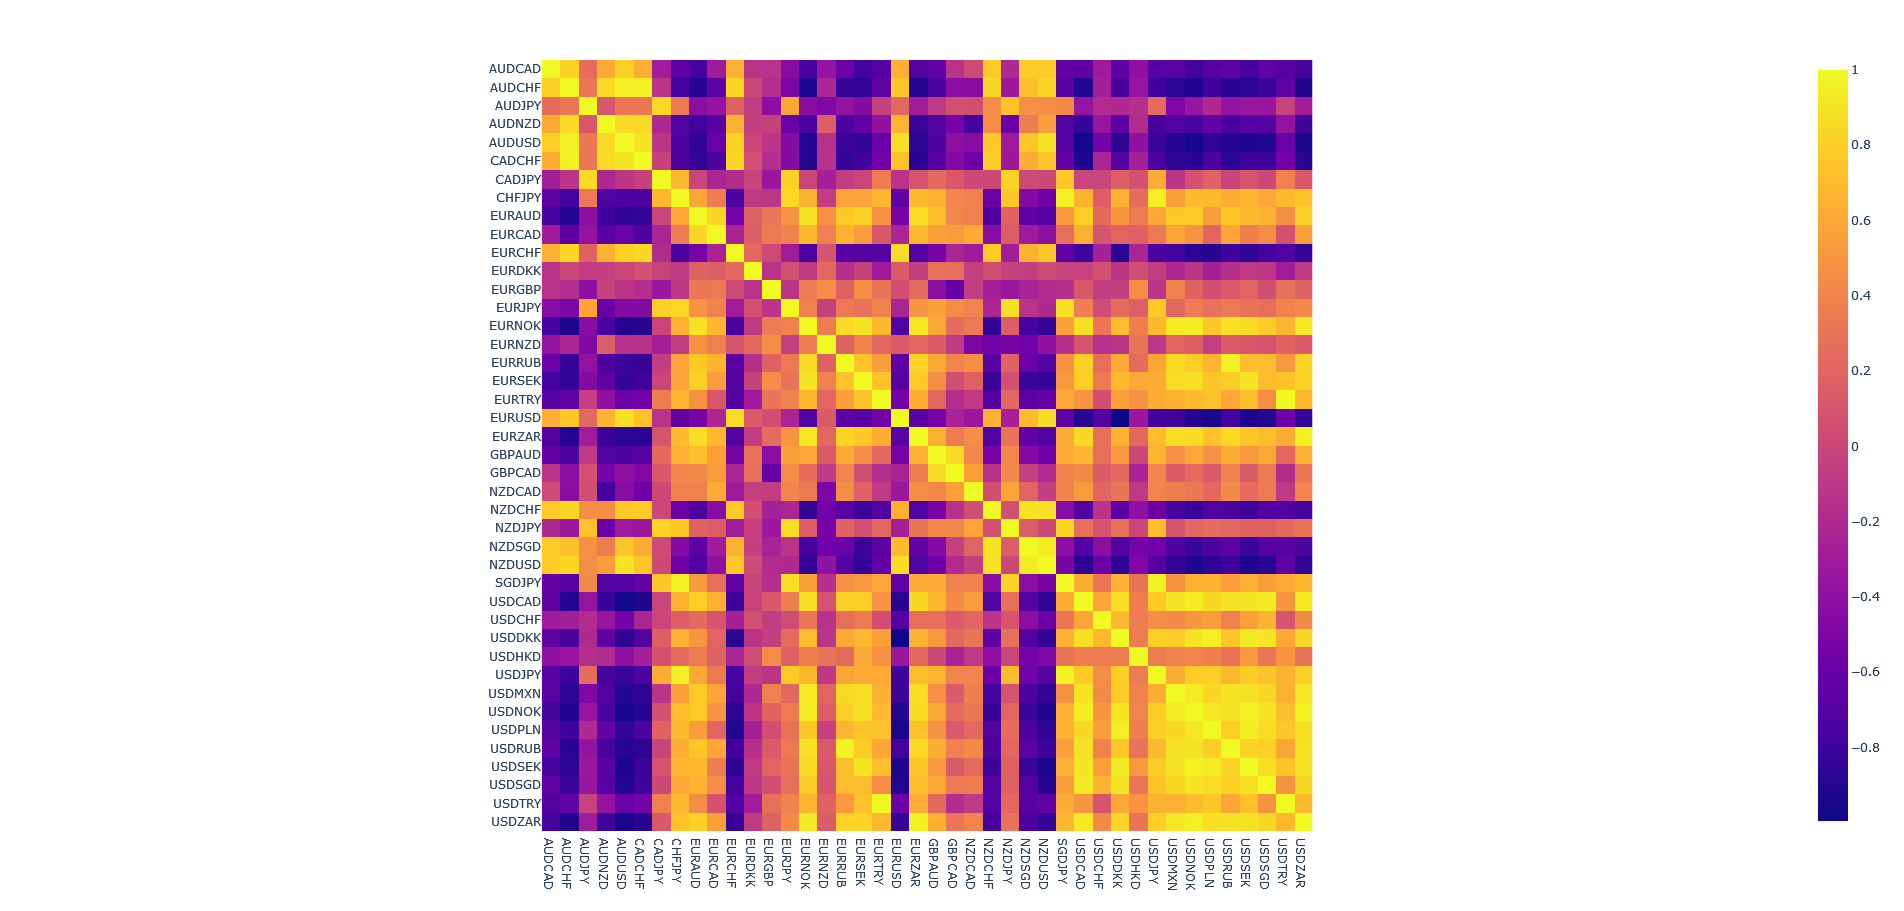 AUDCAD
AUDCHF
AUDJPY
AUDNZD
AUDUSD
CADCHF
CADJPY
CHFJPY
EURAUD
EURCAD
EURCHF
EURDKK
EURGBP
EURJPY
EURNOK
EURNZD
EURRUB
EURSEK
EURTRY
EURUSD
EURZAR
GBPAUD
GBPCAD
NZDCAD
NZDCHF
NZDJPY
NZDSGD
NZDUSD
SGDJPY
USDCAD
USDCHF
USDDKK
USDHKD
USDJPY
USDMXN
USDNOK
USDPLN
USDRUB
USDSEK
USDSGD
USDTRY
USDZAR
AUDCAD
AUDCHF
AUDJPY
AUDNZD
AUDUSD
CADCHF
CADJPY
CHFJPY
EURAUD
EURCAD
EURCHF
EURDKK
EURGBP
EURJPY
EURNOK
EURNZD
EURRUB
EURSEK
EURTRY
EURUSD
EURZAR
GBPAUD
GBPCAD
NZDCAD
NZDCHF
NZDJPY
NZDSGD
NZDUSD
SGDJPY
USDCAD
USDCHF
USDDKK
USDHKD
USDJPY
USDMXN
USDNOK
USDPLN
USDRUB
USDSEK
USDSGD
USDTRY
USDZAR
1
0.8
0.6
0.4
0.2
0
−0.2
−0.4
−0.6
−0.8